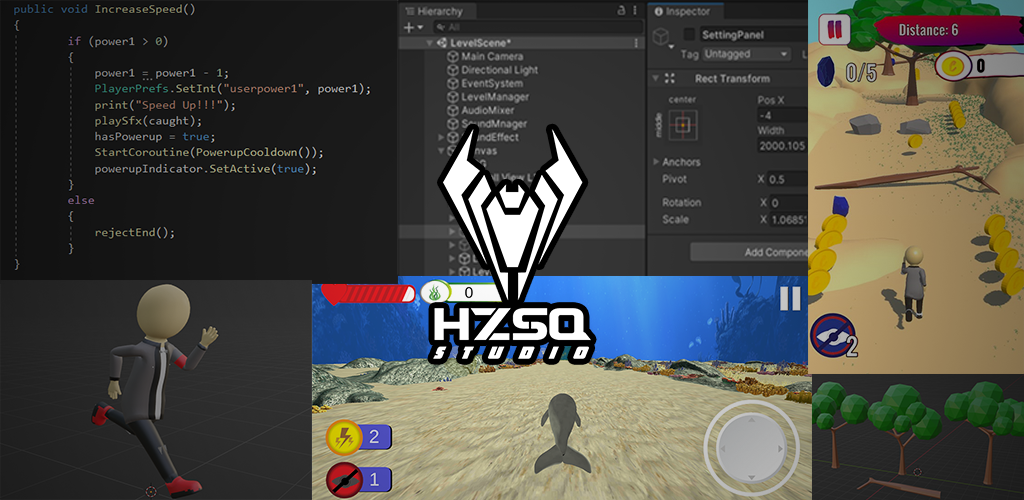 public void IncreaseSpeed()
{
if (power1 > 0)
{
power1 = power1 - 1;
PlayerPrefs.SetInt("userpower1", power1);
print("Speed Up!!!");
playSfx(caught);
hasPowerup = true;
StartCoroutine(PowerupCooldown());
powerupIndicator.SetActive(true);
}
else
{
rejectEnd();
}
}
Hierarchy
All
LevelScene*
Main Camera
Directional Light
EventSystem
LevelManager
AudioMixer
SoundMnager
Inspector
SettingPanel
Tag Untagged
Rect Transform
center
Pos X
middle
-4
Width
2000.105
Anchors
Pivot X 0.5
Rotation X 0
Scale X 1.0685
Add Compone
Distance: 6
0/5
0
2
HZSQ
STUDIO
0
2
1